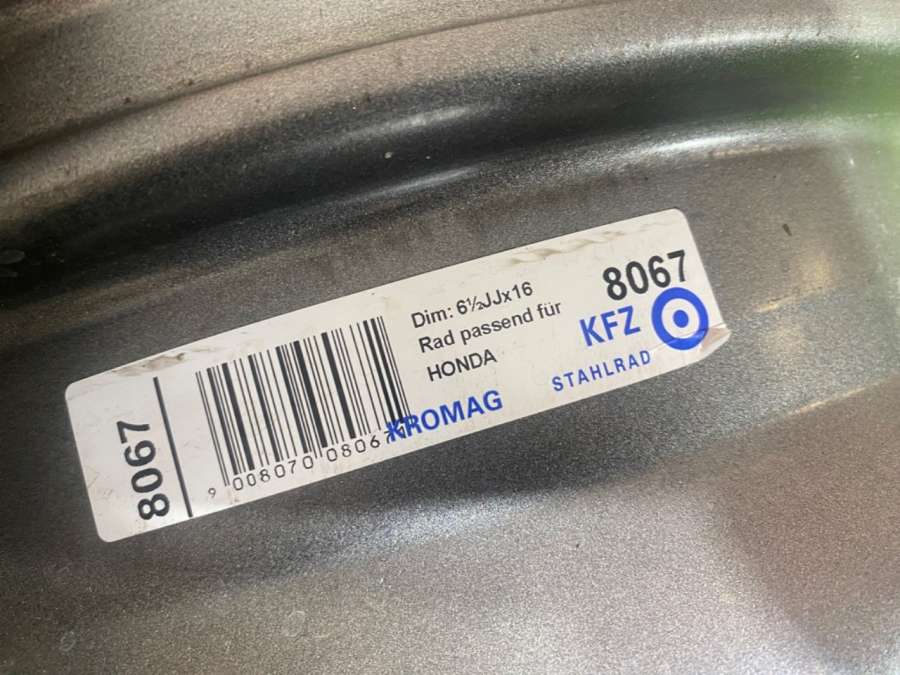 8067
9 008070 08067
Dim: 6½JJx16
Rad passend für
HONDA
KROMAG
8067
KFZ
STAHLRAD